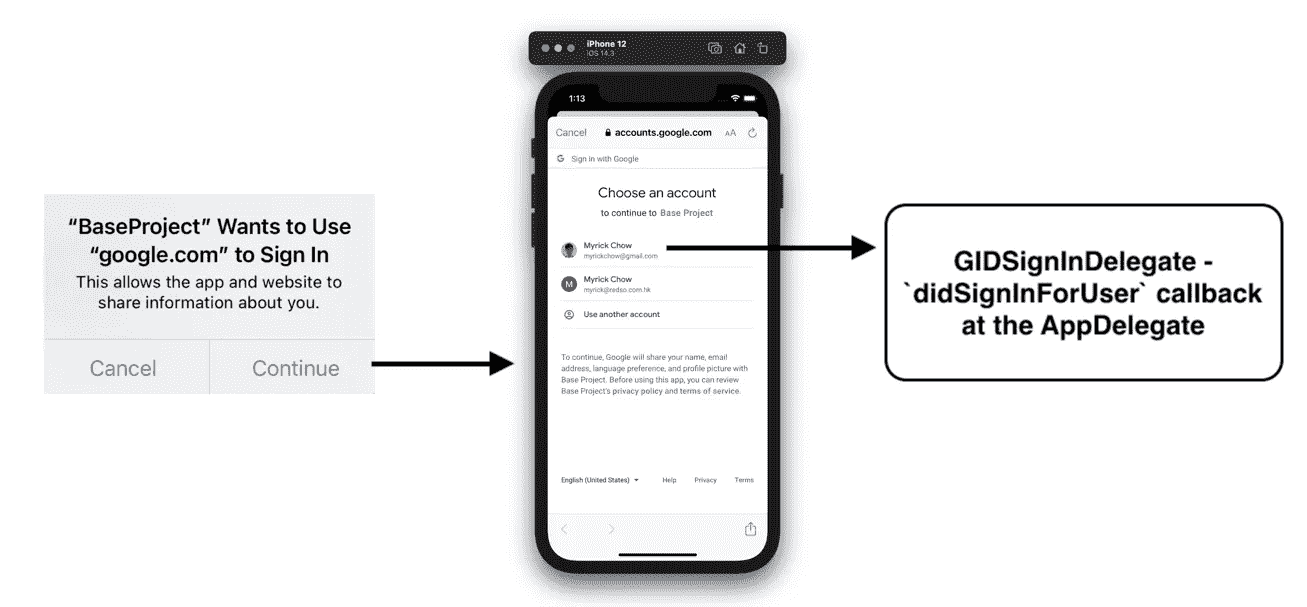 iPhone 12
iOS 14.3
1:13
Cancel
accounts.google.com
AA
G Sign in with Google
Choose an account
to continue to Base Project
Myrick Chow
myrickchow@gmail.com
M
Myrick Chow
myrick@redso.com.hk
Use another account
To continue, Google will share your name, email
address, language preference, and profile picture with
Base Project. Before using this app, you can review
Base Project's privacy policy and terms of service.
English (United States)
Help
Privacy
Terms
“BaseProject” Wants to Use
“google.com” to Sign In
This allows the app and website to
share information about you.
Cancel
Continue
GIDSignInDelegate -
`didSignInForUser` callback
at the AppDelegate